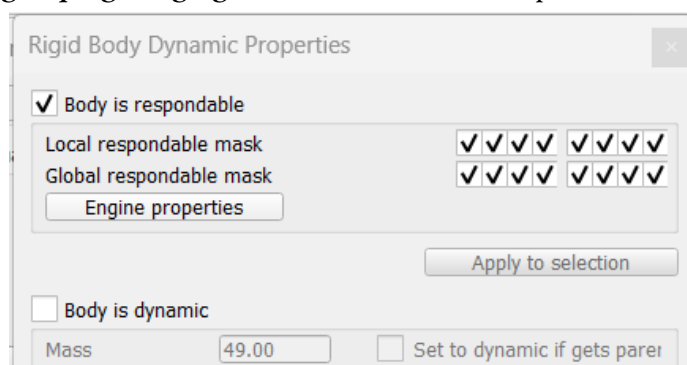 Rigid Body Dynamic Properties
Body is respondable
Local respondable mask
Global respondable mask
Engine properties
Apply to selection
Body is dynamic
Mass 49.00 Set to dynamic if gets parer